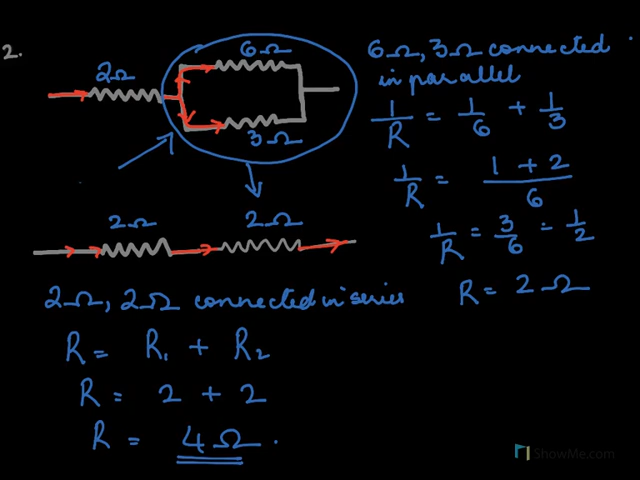 2.
2Ω
6Ω
3Ω
2Ω 2Ω
2Ω, 2Ω connected in series
R = R₁ + R₂
R = 2 + 2
R = 4Ω.
6Ω, 3Ω connected
in parallel
1/R = 1/6 + 1/3
1/R = (1 + 2)/6
1/R = 3/6 = 1/2
R = 2Ω
ShowMe.com